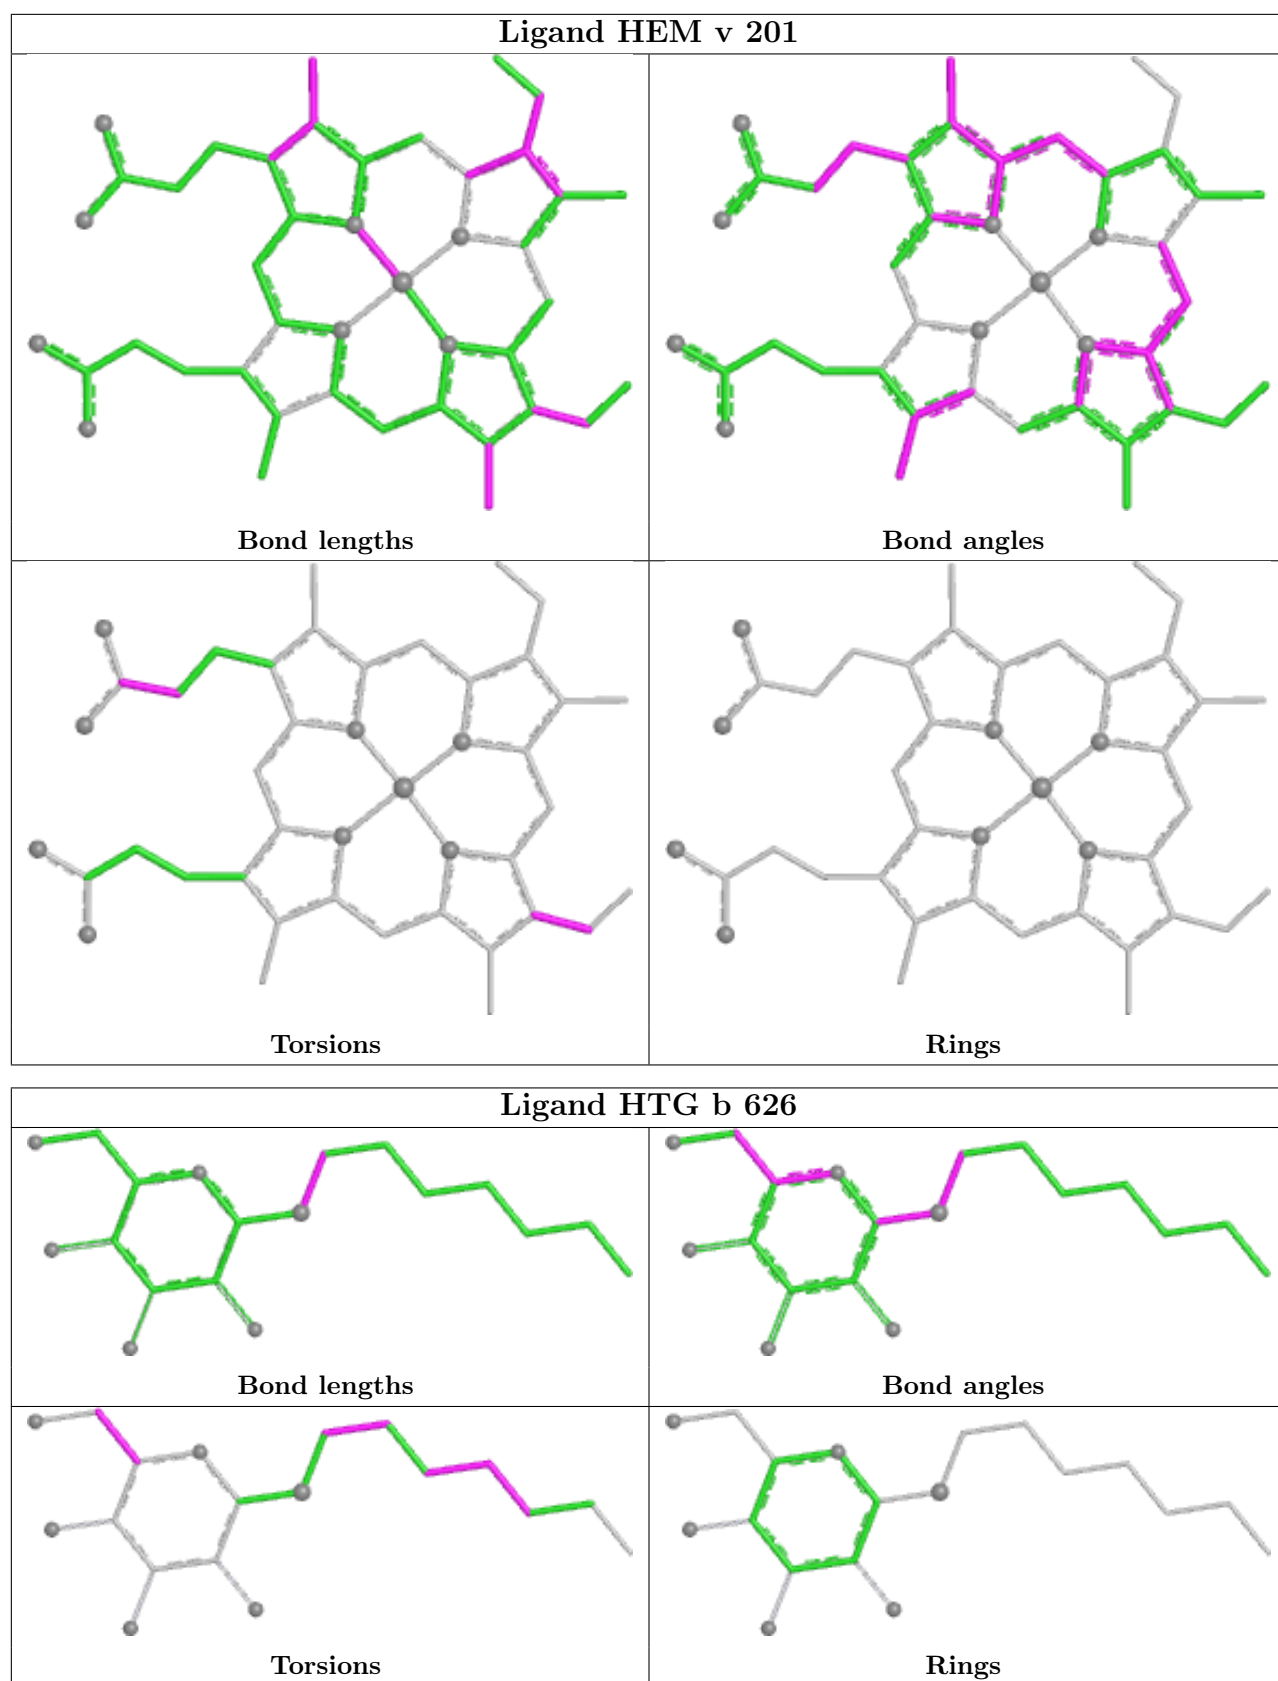 Ligand HEM v 201
Bond lengths
Bond angles
Torsions
Rings
Ligand HTG b 626
Bond lengths
Bond angles
Torsions
Rings